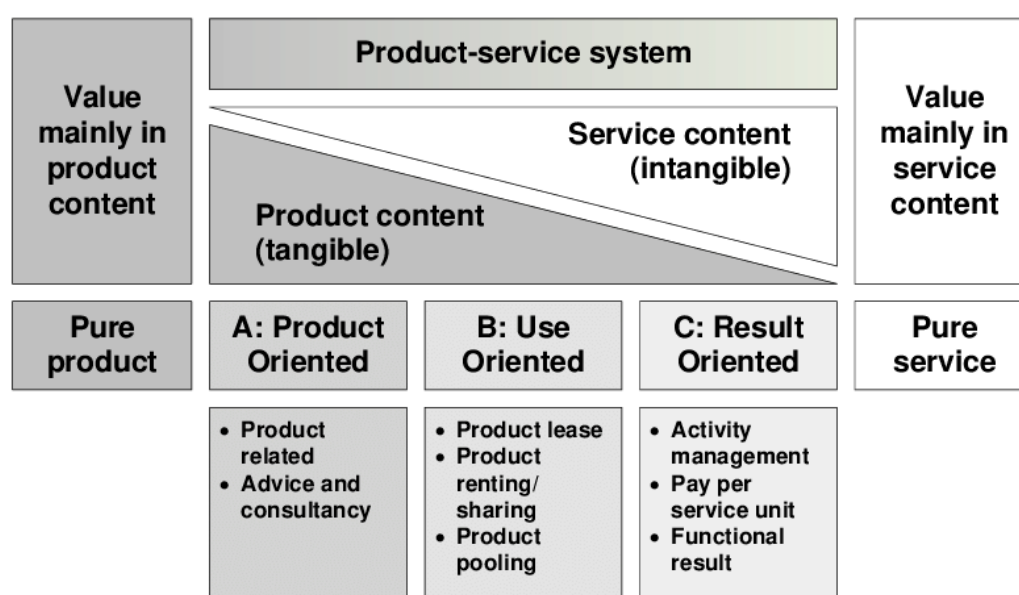 Value
mainly in
product
content
Product-service system
Service content
(intangible)
Product content
(tangible)
Value
mainly in
service
content
Pure
product
A: Product
Oriented
B: Use
Oriented
C: Result
Oriented
Pure
service
• Product
related
• Advice and
consultancy
• Product lease
• Product
renting/
sharing
• Product
pooling
• Activity
management
• Pay per
service unit
• Functional
result